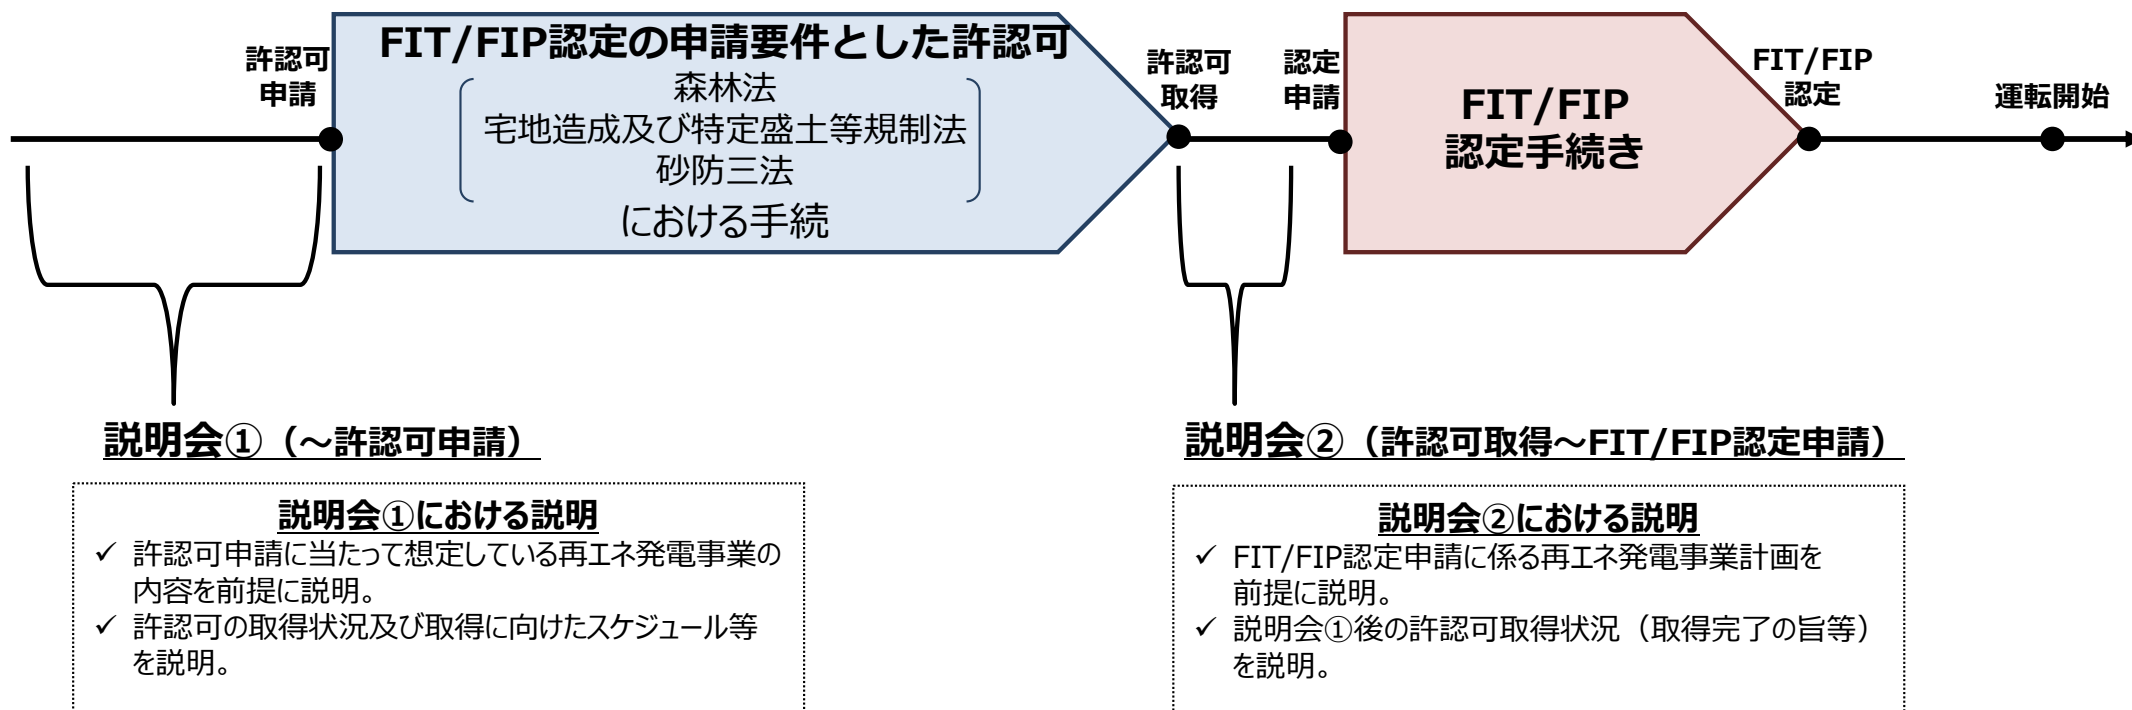 許認可
申請
FIT/FIP認定の申請要件とした許認可
森林法
宅地造成及び特定盛土等規制法
砂防三法
における手続
許認可
取得
認定
申請
FIT/FIP
認定手続き
FIT/FIP
認定
運転開始
説明会①（～許認可申請）
説明会①における説明
✓ 許認可申請に当たって想定している再エネ発電事業の
内容を前提に説明。
✓ 許認可の取得状況及び取得に向けたスケジュール等
を説明。
説明会②（許認可取得～FIT/FIP認定申請）
説明会②における説明
✓ FIT/FIP認定申請に係る再エネ発電事業計画を
前提に説明。
✓ 説明会①後の許認可取得状況（取得完了の旨等）
を説明。